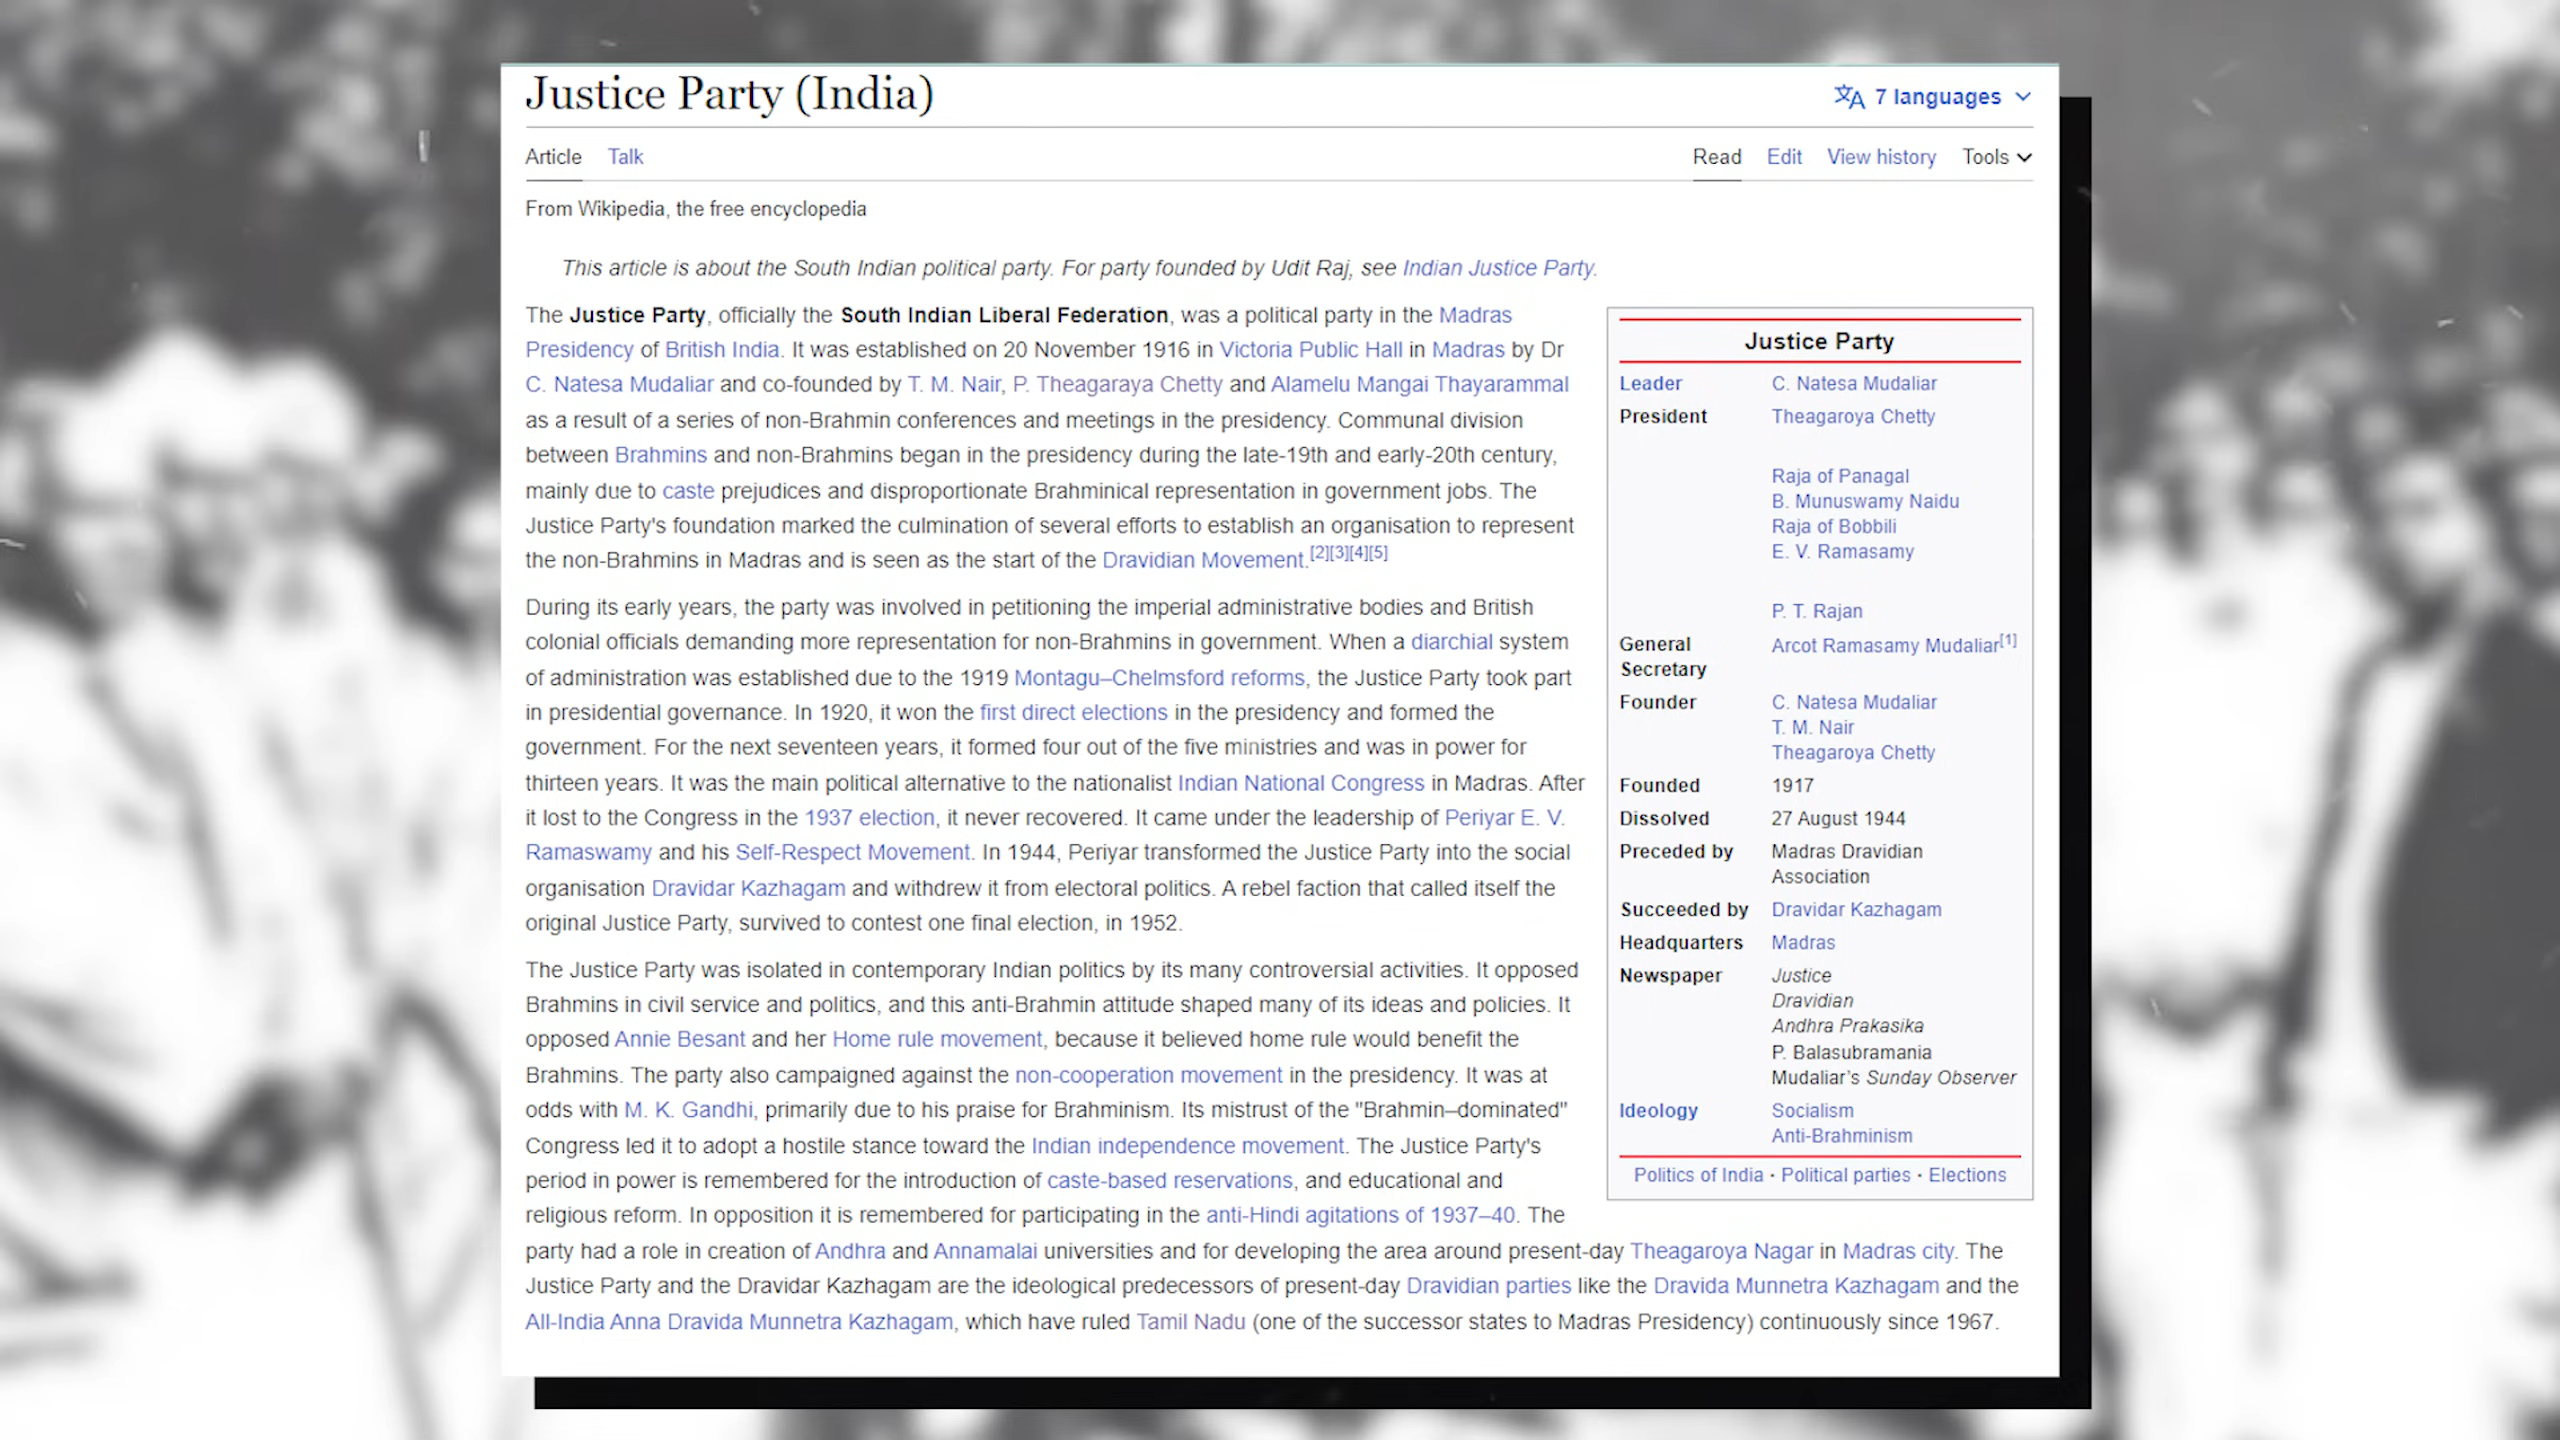 Justice Party (India)
7 languages
Article Talk
Read Edit View history Tools
From Wikipedia, the free encyclopedia
This article is about the South Indian political party. For party founded by Udit Raj, see Indian Justice Party.
The Justice Party, officially the South Indian Liberal Federation, was a political party in the Madras
Presidency of British India. It was established on 20 November 1916 in Victoria Public Hall in Madras by Dr
C. Natesa Mudaliar and co-founded by T. M. Nair, P. Theagaraya Chetty and Alamelu Mangai Thayarammal
as a result of a series of non-Brahmin conferences and meetings in the presidency. Communal division
between Brahmins and non-Brahmins began in the presidency during the late-19th and early-20th century,
mainly due to caste prejudices and disproportionate Brahminical representation in government jobs. The
Justice Party's foundation marked the culmination of several efforts to establish an organisation to represent
the non-Brahmins in Madras and is seen as the start of the Dravidian Movement.[2][3][4][5]
During its early years, the party was involved in petitioning the imperial administrative bodies and British
colonial officials demanding more representation for non-Brahmins in government. When a diarchial system
of administration was established due to the 1919 Montagu–Chelmsford reforms, the Justice Party took part
in presidential governance. In 1920, it won the first direct elections in the presidency and formed the
government. For the next seventeen years, it formed four out of the five ministries and was in power for
thirteen years. It was the main political alternative to the nationalist Indian National Congress in Madras. After
it lost to the Congress in the 1937 election, it never recovered. It came under the leadership of Periyar E. V.
Ramaswamy and his Self-Respect Movement. In 1944, Periyar transformed the Justice Party into the social
organisation Dravidar Kazhagam and withdrew it from electoral politics. A rebel faction that called itself the
original Justice Party, survived to contest one final election, in 1952.
The Justice Party was isolated in contemporary Indian politics by its many controversial activities. It opposed
Brahmins in civil service and politics, and this anti-Brahmin attitude shaped many of its ideas and policies. It
opposed Annie Besant and her Home rule movement, because it believed home rule would benefit the
Brahmins. The party also campaigned against the non-cooperation movement in the presidency. It was at
odds with M. K. Gandhi, primarily due to his praise for Brahminism. Its mistrust of the "Brahmin–dominated"
Congress led it to adopt a hostile stance toward the Indian independence movement. The Justice Party's
period in power is remembered for the introduction of caste-based reservations, and educational and
religious reform. In opposition it is remembered for participating in the anti-Hindi agitations of 1937–40. The
party had a role in creation of Andhra and Annamalai universities and for developing the area around present-day Theagaroya Nagar in Madras city. The
Justice Party and the Dravidar Kazhagam are the ideological predecessors of present-day Dravidian parties like the Dravida Munnetra Kazhagam and the
All-India Anna Dravida Munnetra Kazhagam, which have ruled Tamil Nadu (one of the successor states to Madras Presidency) continuously since 1967.
Justice Party
Leader C. Natesa Mudaliar
President Theagaroya Chetty
Raja of Panagal
B. Munuswamy Naidu
Raja of Bobbili
E. V. Ramasamy
P. T. Rajan
General Arcot Ramasamy Mudaliar[1]
Secretary
Founder C. Natesa Mudaliar
T. M. Nair
Theagaroya Chetty
Founded 1917
Dissolved 27 August 1944
Preceded by Madras Dravidian
Association
Succeeded by Dravidar Kazhagam
Headquarters Madras
Newspaper Justice
Dravidian
Andhra Prakasika
P. Balasubramania
Mudaliar's Sunday Observer
Ideology Socialism
Anti-Brahminism
Politics of India · Political parties · Elections